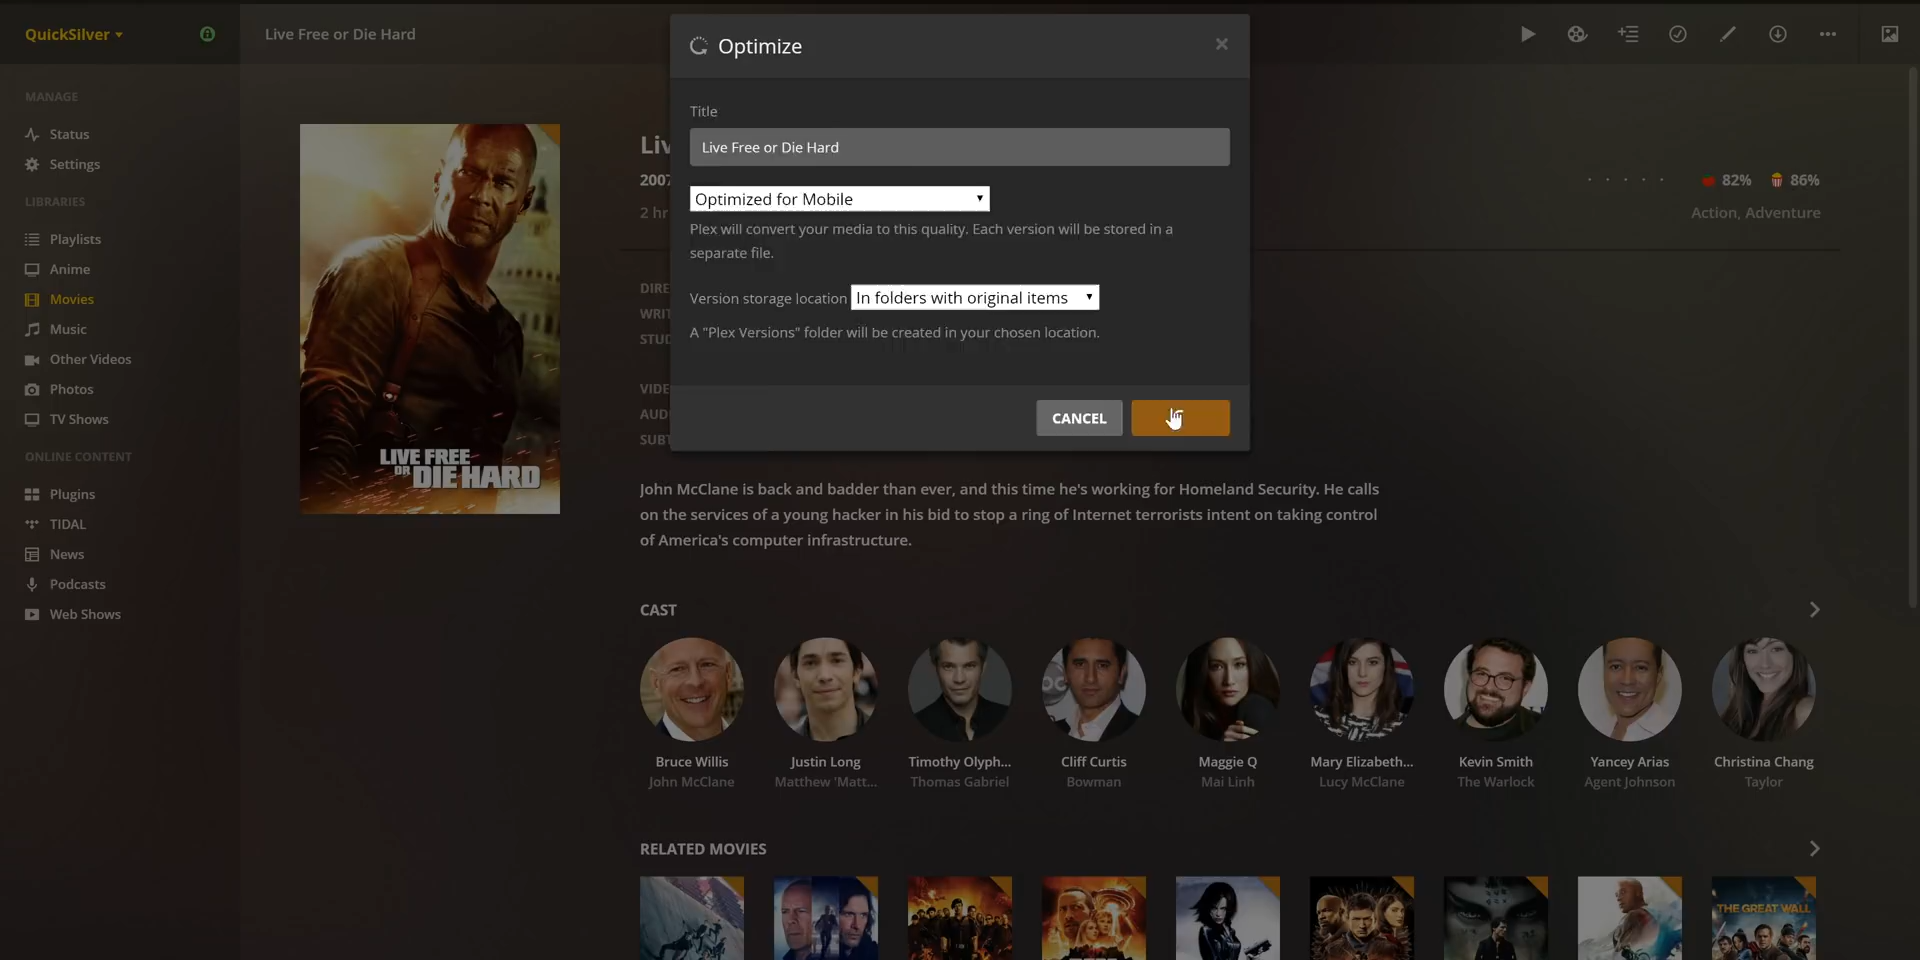 QuickSilver
Live Free or Die Hard
Optimize
MANAGE
Status
Settings
LIBRARIES
Playlists
Anime
Movies
Music
Other Videos
Photos
TV Shows
ONLINE CONTENT
Plugins
TIDAL
News
Podcasts
Web Shows
LIVE FREE
OR DIE HARD
Title
Live Free or Die Hard
Optimized for Mobile
Plex will convert your media to this quality. Each version will be stored in a
separate file.
Version storage location In folders with original items
A "Plex Versions" folder will be created in your chosen location.
CANCEL
2007
2 hr
82% 86%
Action, Adventure
John McClane is back and badder than ever, and this time he's working for Homeland Security. He calls
on the services of a young hacker in his bid to stop a ring of Internet terrorists intent on taking control
of America's computer infrastructure.
CAST
Bruce Willis
John McClane
Justin Long
Matthew 'Matt...
Timothy Olyph...
Thomas Gabriel
Cliff Curtis
Bowman
Maggie Q
Mai Linh
Mary Elizabeth...
Lucy McClane
Kevin Smith
The Warlock
Yancey Arias
Agent Johnson
Christina Chang
Taylor
RELATED MOVIES
THE GREAT WALL